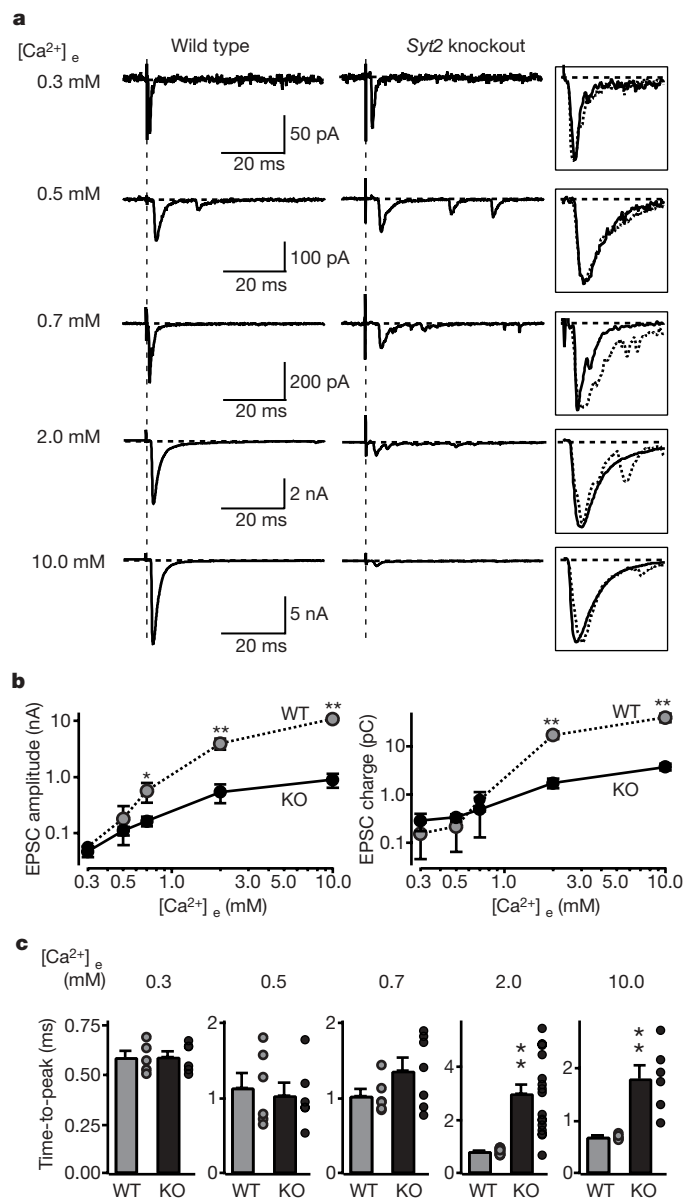 a
[Ca²⁺] e
Wild type
Syt2 knockout
0.3 mM
50 pA
20 ms
0.5 mM
100 pA
20 ms
0.7 mM
200 pA
20 ms
2.0 mM
2 nA
20 ms
10.0 mM
5 nA
20 ms
b
EPSC amplitude (nA)
10
1.0
0.1
* ** **
WT
KO
0.3 0.5 1.0 3.0 10.0
[Ca²⁺] e (mM)
EPSC charge (pC)
10
1.0
0.1
** **
WT
KO
0.3 0.5 1.0 3.0 10.0
[Ca²⁺] e (mM)
c
[Ca²⁺] e
(mM) 0.3 0.5 0.7 2.0 10.0
Time-to-peak (ms)
0.75
0.50
0.25
0.00
WT KO
2
1
0
WT KO
2
1
0
WT KO
4
2
0
**
WT KO
2
1
0
**
WT KO